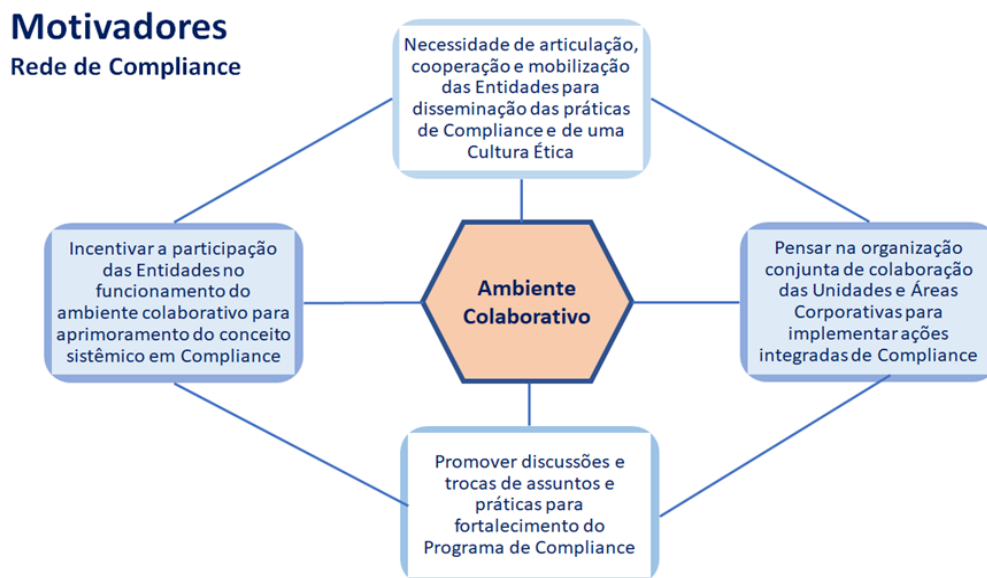 Motivadores
Rede de Compliance
Necessidade de articulação,
cooperação e mobilização
das Entidades para
disseminação das práticas
de Compliance e de uma
Cultura Ética
Incentivar a participação
das Entidades no
funcionamento do
ambiente colaborativo para
aprimoramento do conceito
sistêmico em Compliance
Ambiente
Colaborativo
Pensar na organização
conjunta de colaboração
das Unidades e Áreas
Corporativas para
implementar ações
integradas de Compliance
Promover discussões e
trocas de assuntos e
práticas para
fortalecimento do
Programa de Compliance